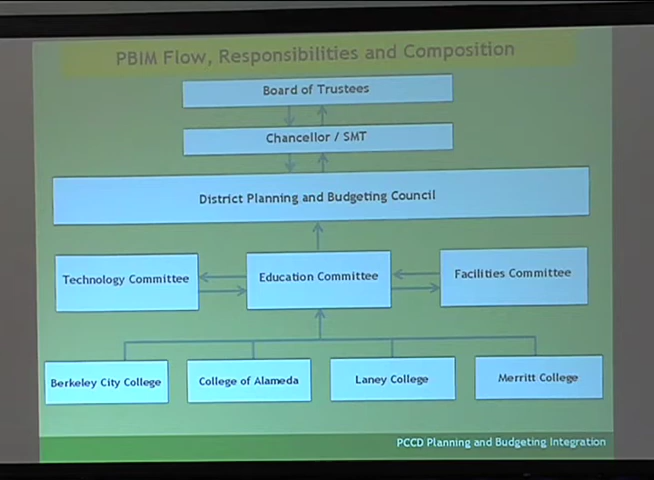 PBIM Flow, Responsibilities and Composition
Board of Trustees
Chancellor / SMT
District Planning and Budgeting Council
Technology Committee
Education Committee
Facilities Committee
Berkeley City College
College of Alameda
Laney College
Merritt College
PCCD Planning and Budgeting Integration